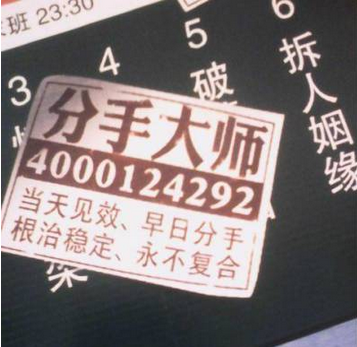 班 23:30
3
4
5
破
6
拆人姻缘
分手大师
4000124292
当天见效、早日分手
根治稳定、永不复合